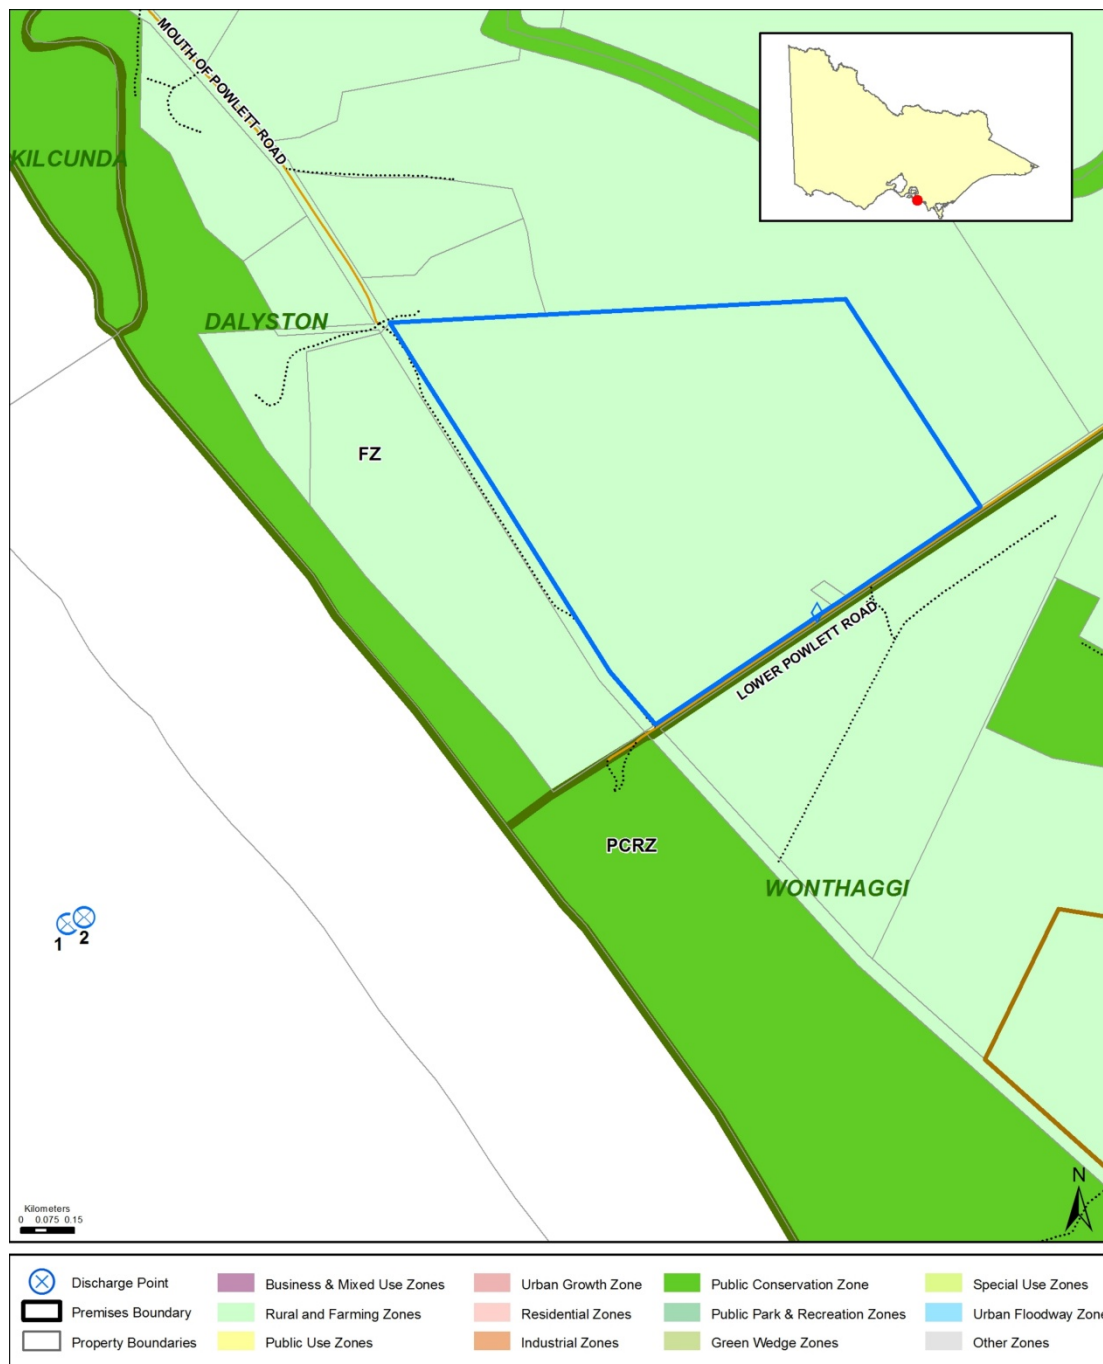 MOUTH OF POWLETT ROAD
KILCUNDA
DALYSTON
FZ
LOWER POWLETT ROAD
PCRZ
WONTHAGGI
1
2
N
Kilometers
0 0.075 0.15
Discharge Point
Premises Boundary
Property Boundaries
Business & Mixed Use Zones
Rural and Farming Zones
Public Use Zones
Urban Growth Zone
Residential Zones
Industrial Zones
Public Conservation Zone
Public Park & Recreation Zones
Green Wedge Zones
Special Use Zones
Urban Floodway Zone
Other Zones